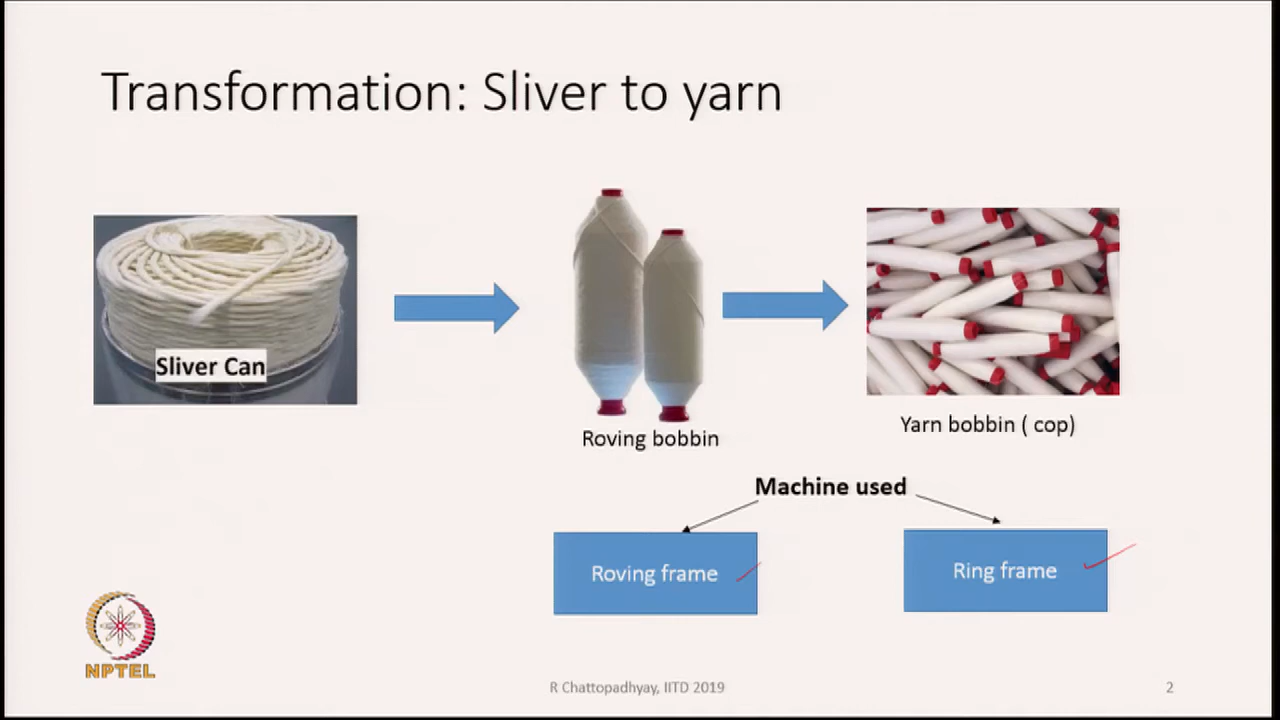 Transformation: Sliver to yarn
Sliver Can
Roving bobbin
Yarn bobbin ( cop)
Machine used
Roving frame
Ring frame
NPTEL
R Chattopadhyay, IITD 2019
2